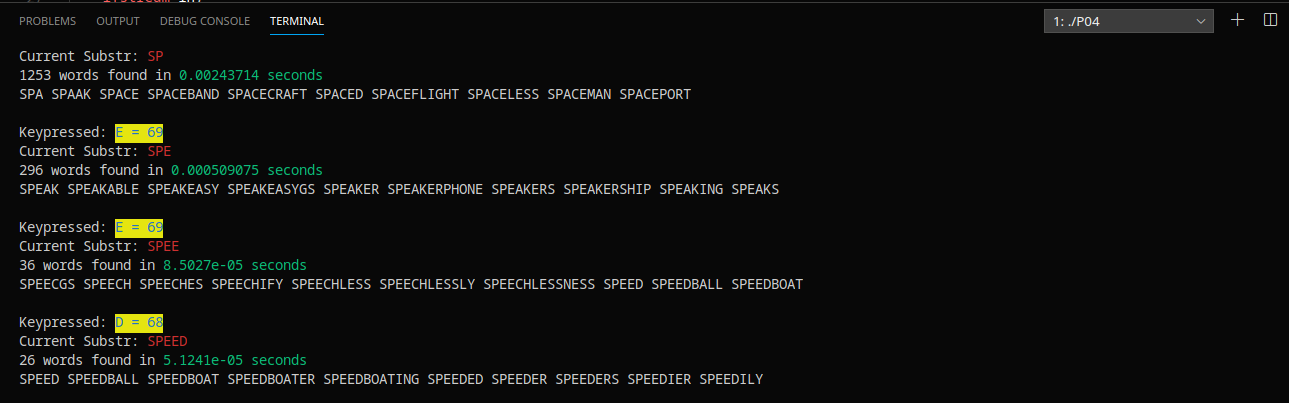 PROBLEMS OUTPUT DEBUG CONSOLE TERMINAL 1: ./P04
Current Substr: SP
1253 words found in 0.00243714 seconds
SPA SPAAK SPACE SPACEBAND SPACECRAFT SPACED SPACEFLIGHT SPACELESS SPACEMAN SPACEPORT
Keypressed: E = 69
Current Substr: SPE
296 words found in 0.000509075 seconds
SPEAK SPEAKABLE SPEAKEASY SPEAKEASYGS SPEAKER SPEAKERPHONE SPEAKERS SPEAKERSHIP SPEAKING SPEAKS
Keypressed: E = 69
Current Substr: SPEE
36 words found in 8.5027e-05 seconds
SPEECGS SPEECH SPEECHES SPEECHIFY SPEECHLESS SPEECHLESSLY SPEECHLESSNESS SPEED SPEEDBALL SPEEDBOAT
Keypressed: D = 68
Current Substr: SPEED
26 words found in 5.1241e-05 seconds
SPEED SPEEDBALL SPEEDBOAT SPEEDBOATER SPEEDBOATING SPEEDED SPEEDER SPEEDERS SPEEDIER SPEEDILY